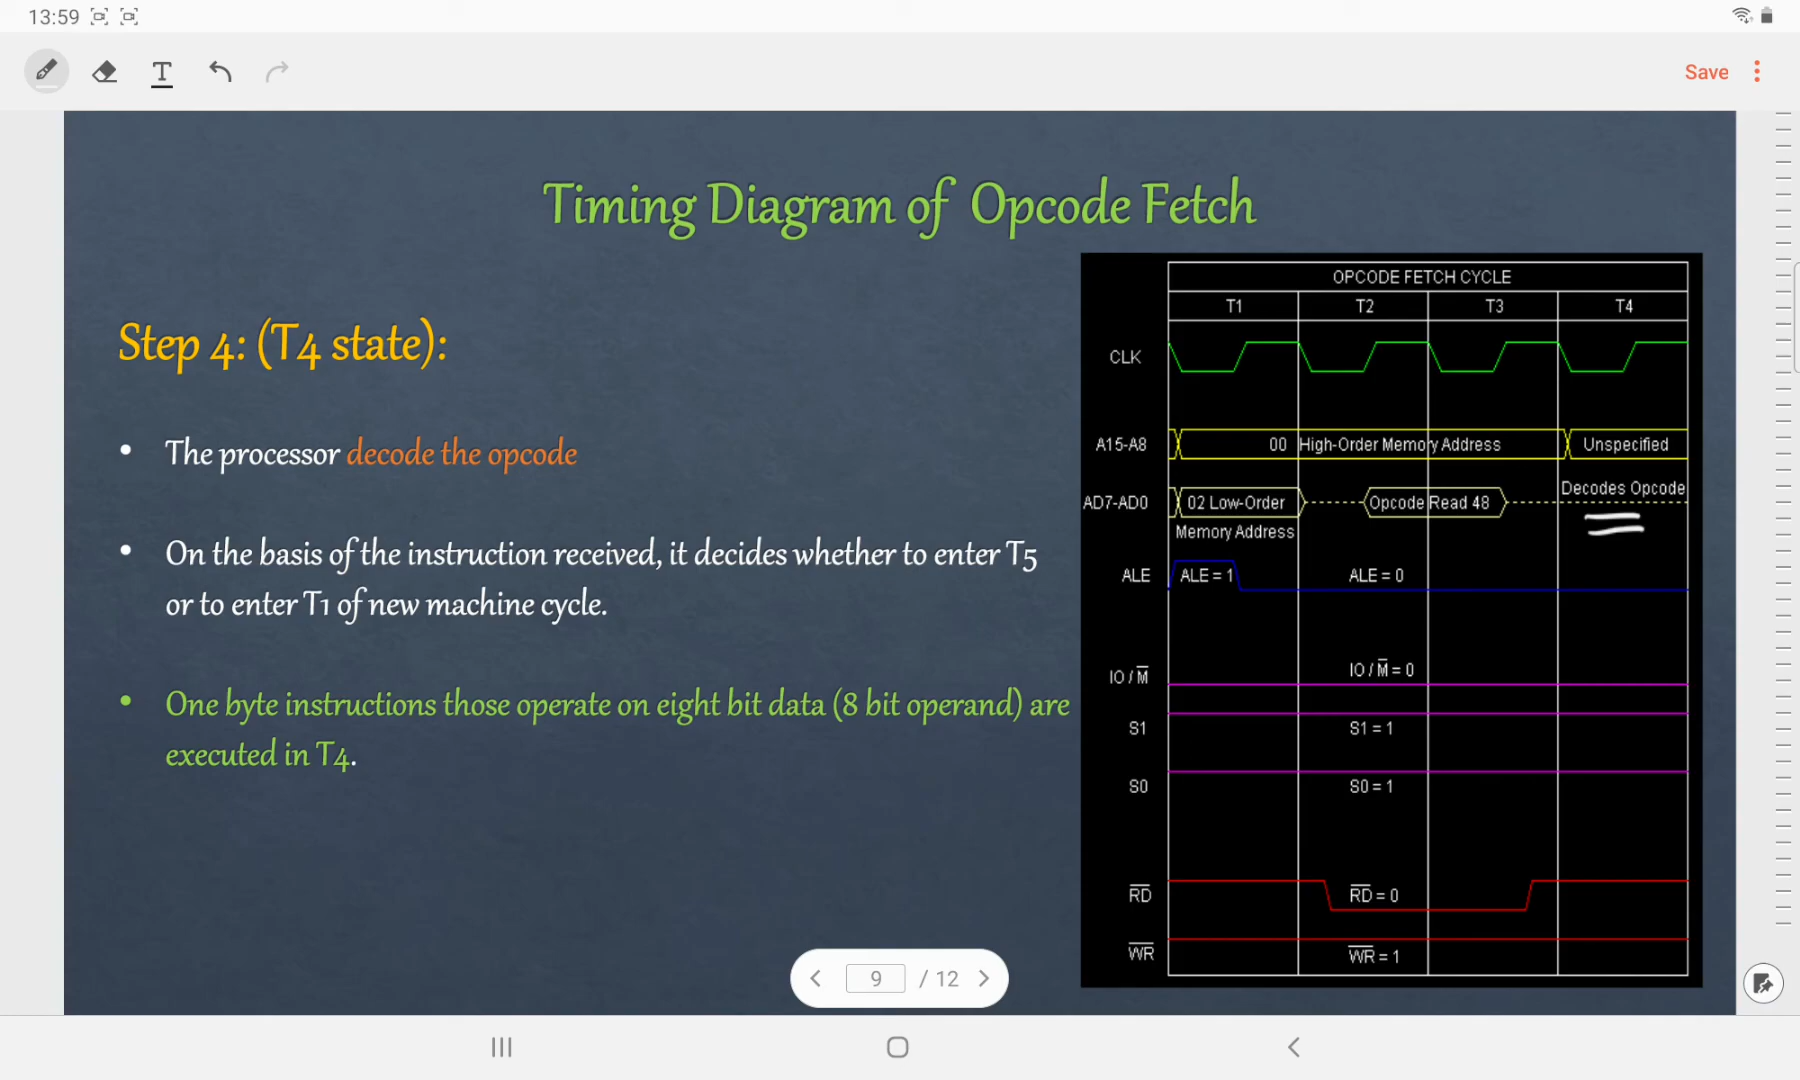 13:59
Save
Timing Diagram of Opcode Fetch
Step 4: (T4 state):
• The processor decode the opcode
• On the basis of the instruction received, it decides whether to enter T5
or to enter T1 of new machine cycle.
• One byte instructions those operate on eight bit data (8 bit operand) are
executed in T4.
OPCODE FETCH CYCLE
T1 T2 T3 T4
CLK
A15-A8 00 High-Order Memory Address Unspecified
AD7-AD0 02 Low-Order Opcode Read 48 Decodes Opcode
Memory Address
ALE ALE = 1 ALE = 0
IO / M̅ IO / M̅ = 0
S1 S1 = 1
S0 S0 = 1
R̅D̅ R̅D̅ = 0
W̅R̅ W̅R̅ = 1
9 / 12